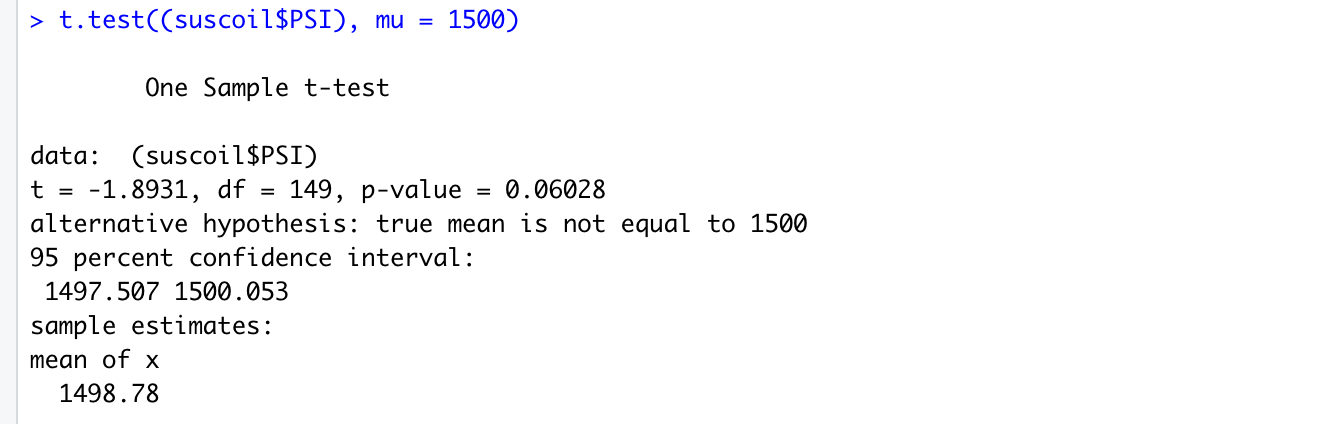 > t.test((suscoil$PSI), mu = 1500)
One Sample t-test
data:  (suscoil$PSI)
t = -1.8931, df = 149, p-value = 0.06028
alternative hypothesis: true mean is not equal to 1500
95 percent confidence interval:
1497.507 1500.053
sample estimates:
mean of x
1498.78